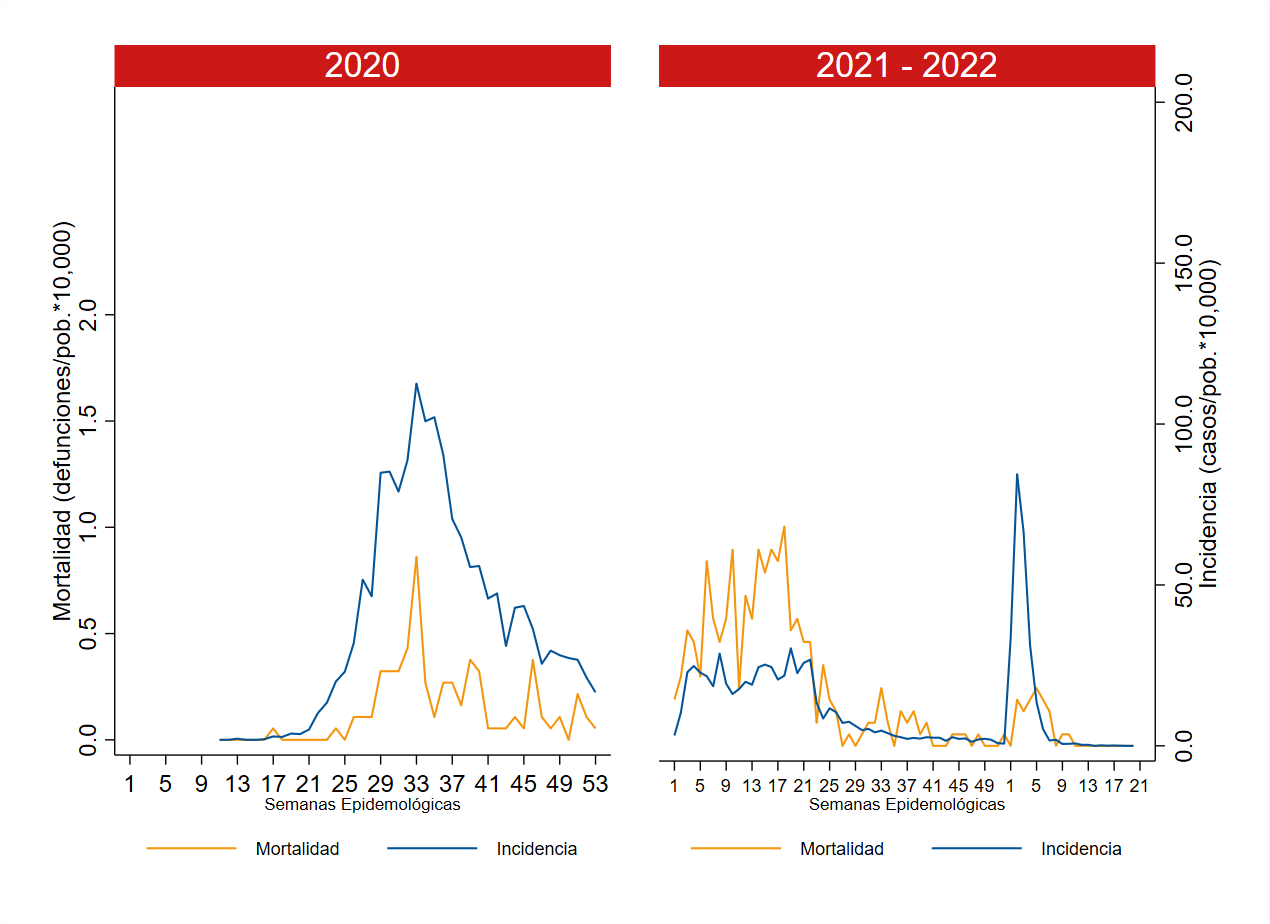 2020
2021 - 2022
Mortalidad (defunciones/pob.*10,000)
0.0
0.5
1.0
1.5
2.0
1 5 9 13 17 21 25 29 33 37 41 45 49 53
Semanas Epidemológicas
Mortalidad Incidencia
Incidencia (casos/pob.*10,000)
0.0
50.0
100.0
150.0
200.0
1 5 9 13 17 21 25 29 33 37 41 45 49 1 5 9 13 17 21
Semanas Epidemológicas
Mortalidad Incidencia